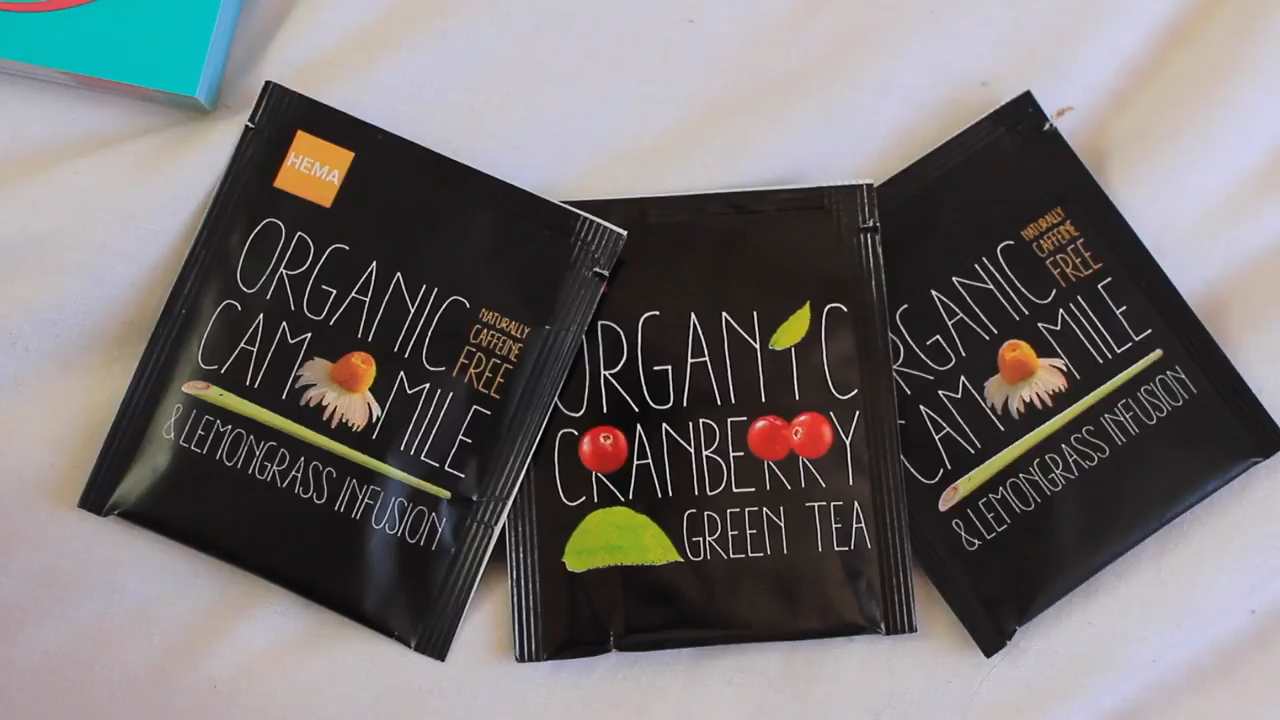 HEMA
ORGANIC
CAMOMILE
NATURALLY
CAFFEINE
FREE
& LEMONGRASS INFUSION
ORGANIC
CRANBERRY
GREEN TEA
ORGANIC
CAMOMILE
NATURALLY
CAFFEINE
FREE
& LEMONGRASS INFUSION